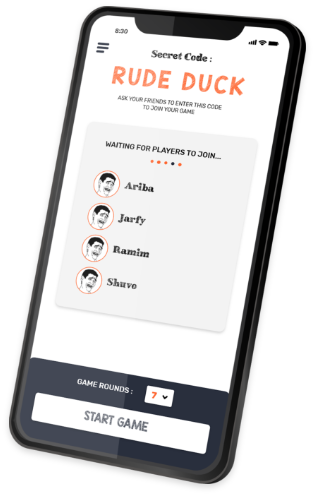 8:30
Secret Code :
RUDE DUCK
ASK YOUR FRIENDS TO ENTER THIS CODE
TO JOIN YOUR GAME
WAITING FOR PLAYERS TO JOIN...
Ariba
Jarfy
Ramim
Shuvo
GAME ROUNDS : 7
START GAME